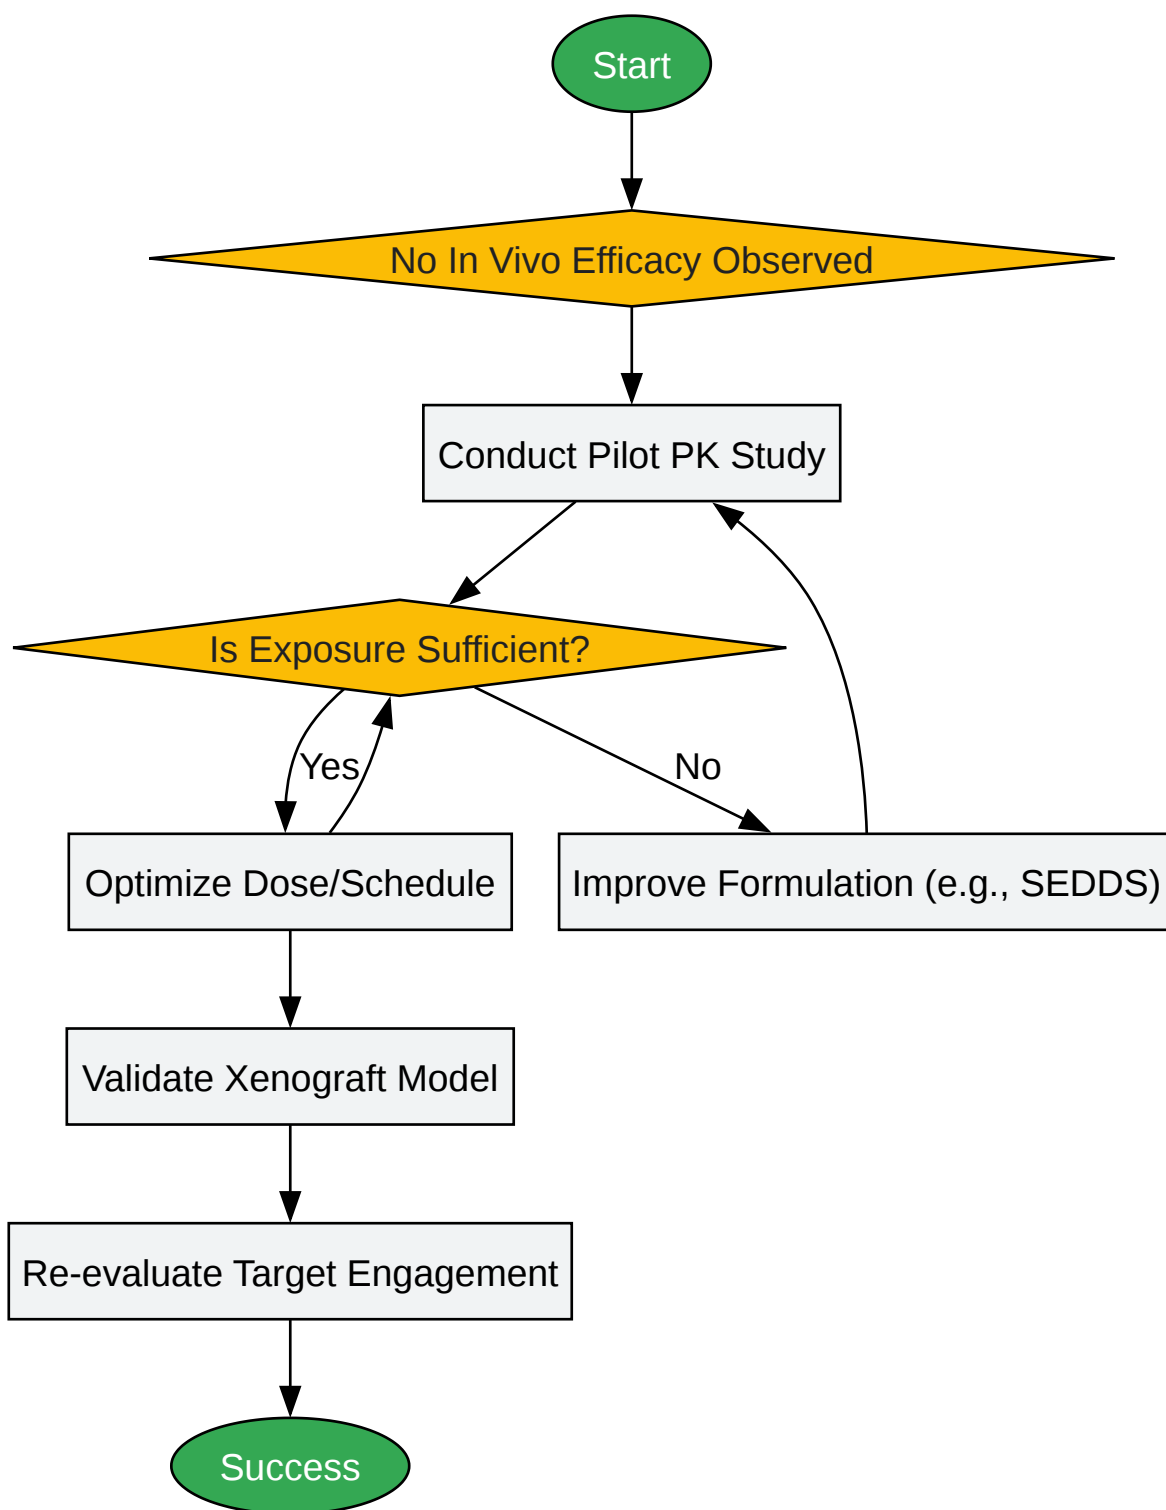 Start
No In Vivo Efficacy Observed
Conduct Pilot PK Study
Is Exposure Sufficient?
Yes
No
Optimize Dose/Schedule
Improve Formulation (e.g., SEDDS)
Validate Xenograft Model
Re-evaluate Target Engagement
Success